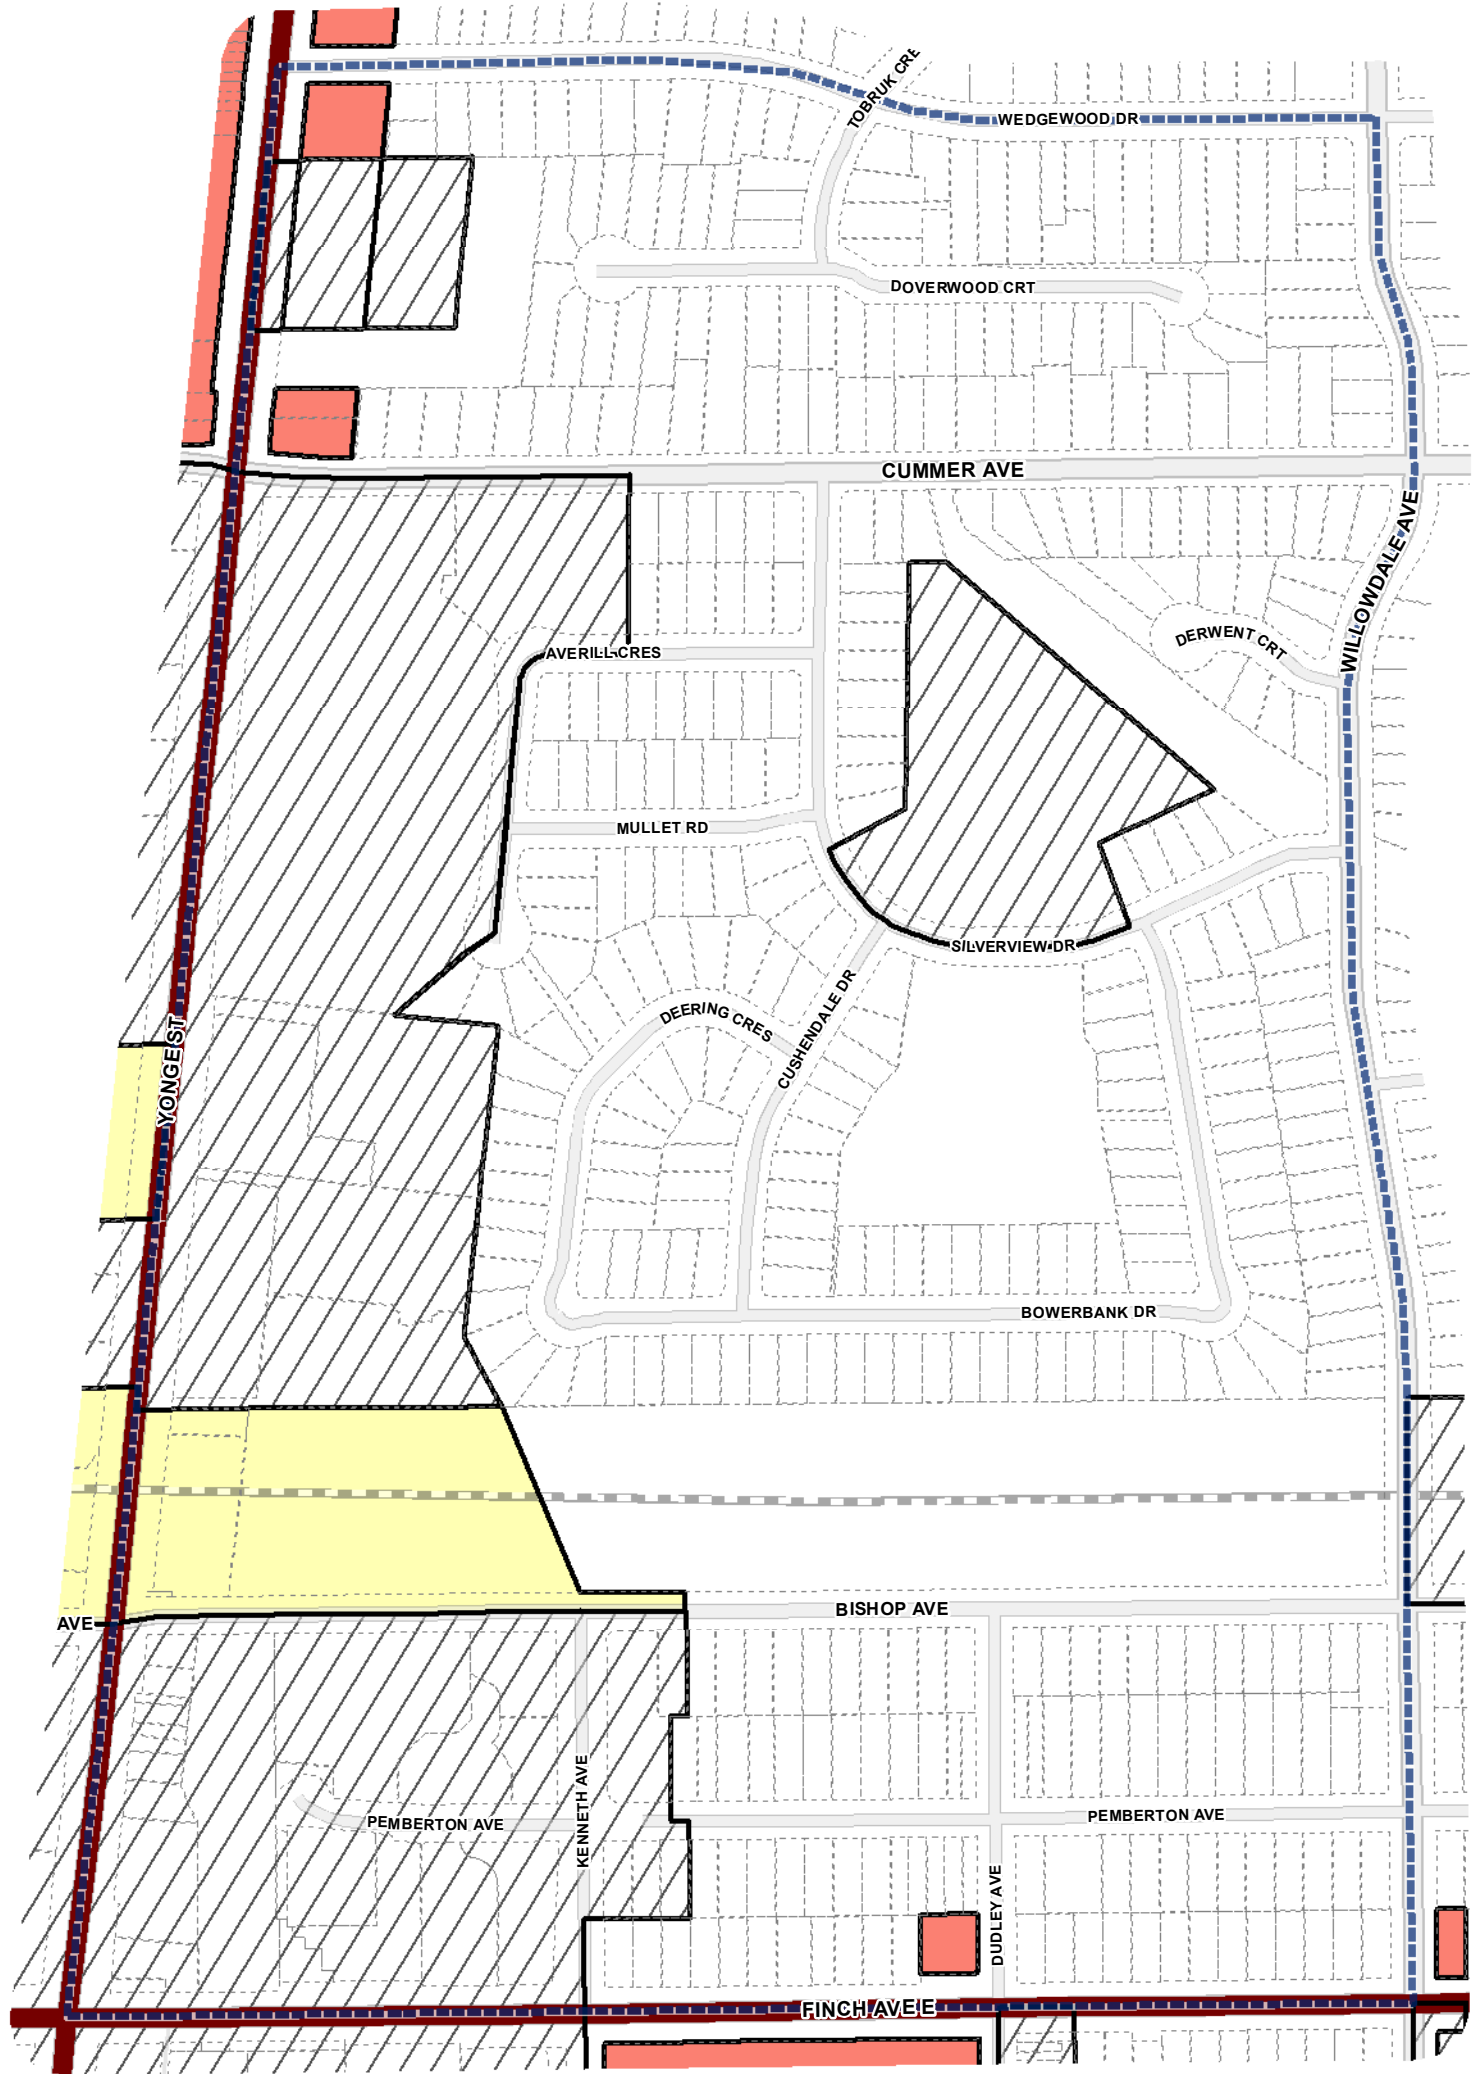 TOBRUK CRE
WEDGEWOOD DR
DOVERWOOD CRT
CUMMER AVE
WILLOWDALE AVE
DERWENT CRT
AVERILL CRES
MULLET RD
SILVERVIEW DR
DEERING CRES
CUSHENDALE DR
YONGE ST
BOWERBANK DR
BISHOP AVE
AVE
KENNETH AVE
PEMBERTON AVE
PEMBERTON AVE
DUDLEY AVE
FINCH AVE E